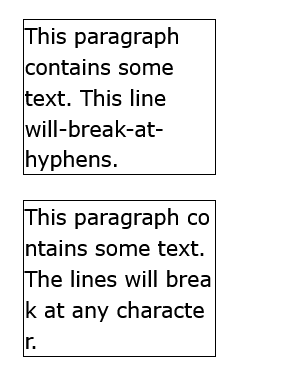 This paragraph
contains some
text. This line
will-break-at-
hyphens.
This paragraph co
ntains some text.
The lines will brea
k at any characte
r.